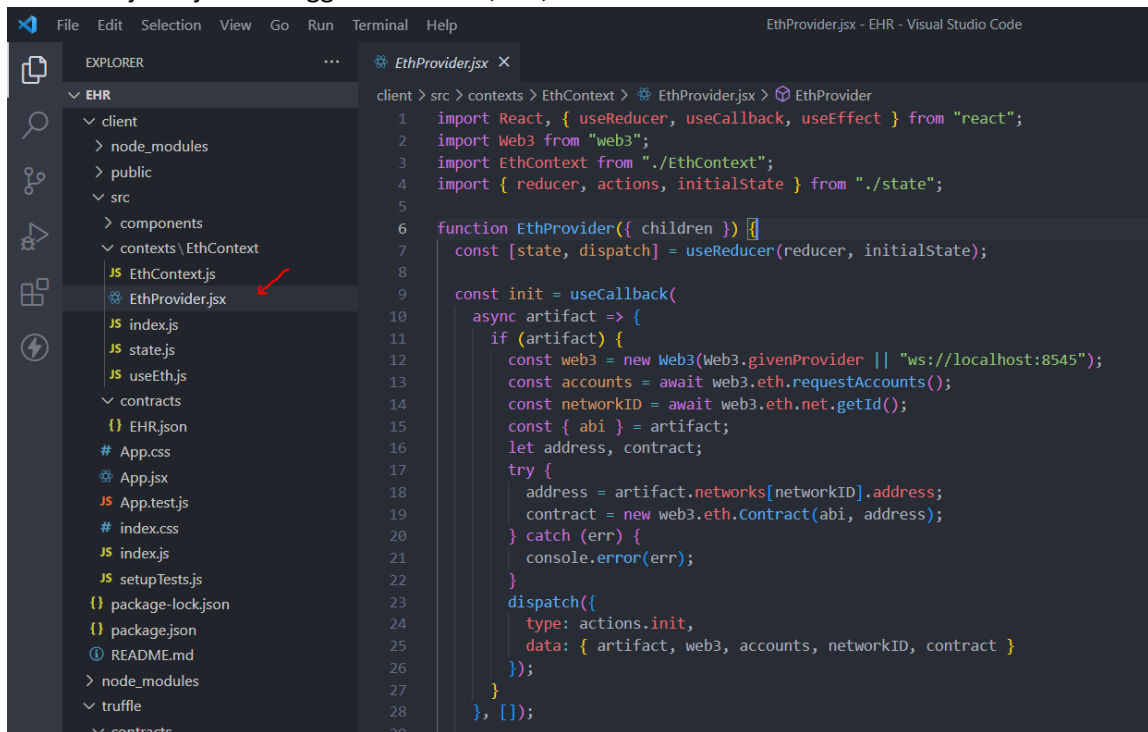 File Edit Selection View Go Run Terminal Help EthProvider.jsx - EHR - Visual Studio Code
EXPLORER ···
EHR
client
node_modules
public
src
components
contexts\EthContext
JS EthContext.js
EthProvider.jsx
JS index.js
JS state.js
JS useEth.js
contracts
{} EHR.json
# App.css
App.jsx
JS App.test.js
# index.css
JS index.js
JS setupTests.js
{} package-lock.json
{} package.json
README.md
node_modules
truffle
contracts
EthProvider.jsx ×
client > src > contexts > EthContext > EthProvider.jsx > EthProvider
1 import React, { useReducer, useCallback, useEffect } from "react";
2 import Web3 from "web3";
3 import EthContext from "./EthContext";
4 import { reducer, actions, initialState } from "./state";
5
6 function EthProvider({ children }) {
7 const [state, dispatch] = useReducer(reducer, initialState);
8
9 const init = useCallback(
10 async artifact => {
11 if (artifact) {
12 const web3 = new Web3(Web3.givenProvider || "ws://localhost:8545");
13 const accounts = await web3.eth.requestAccounts();
14 const networkID = await web3.eth.net.getId();
15 const { abi } = artifact;
16 let address, contract;
17 try {
18 address = artifact.networks[networkID].address;
19 contract = new web3.eth.Contract(abi, address);
20 } catch (err) {
21 console.error(err);
22 }
23 dispatch({
24 type: actions.init,
25 data: { artifact, web3, accounts, networkID, contract }
26 });
27 }
28 }, []);